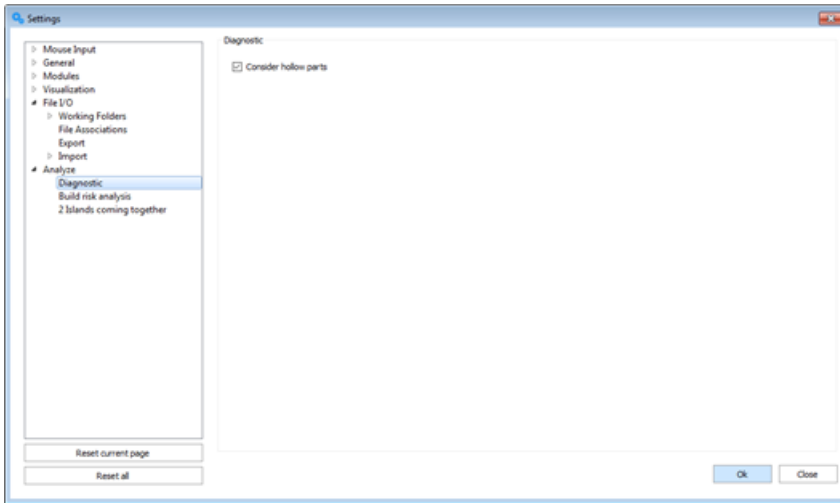 Settings
Mouse Input
General
Modules
Visualization
File I/O
Working Folders
File Associations
Export
Import
Analyze
Diagnostic
Build risk analysis
2 Islands coming together
Reset current page
Reset all
Diagnostic
Consider hollow parts
Ok
Close